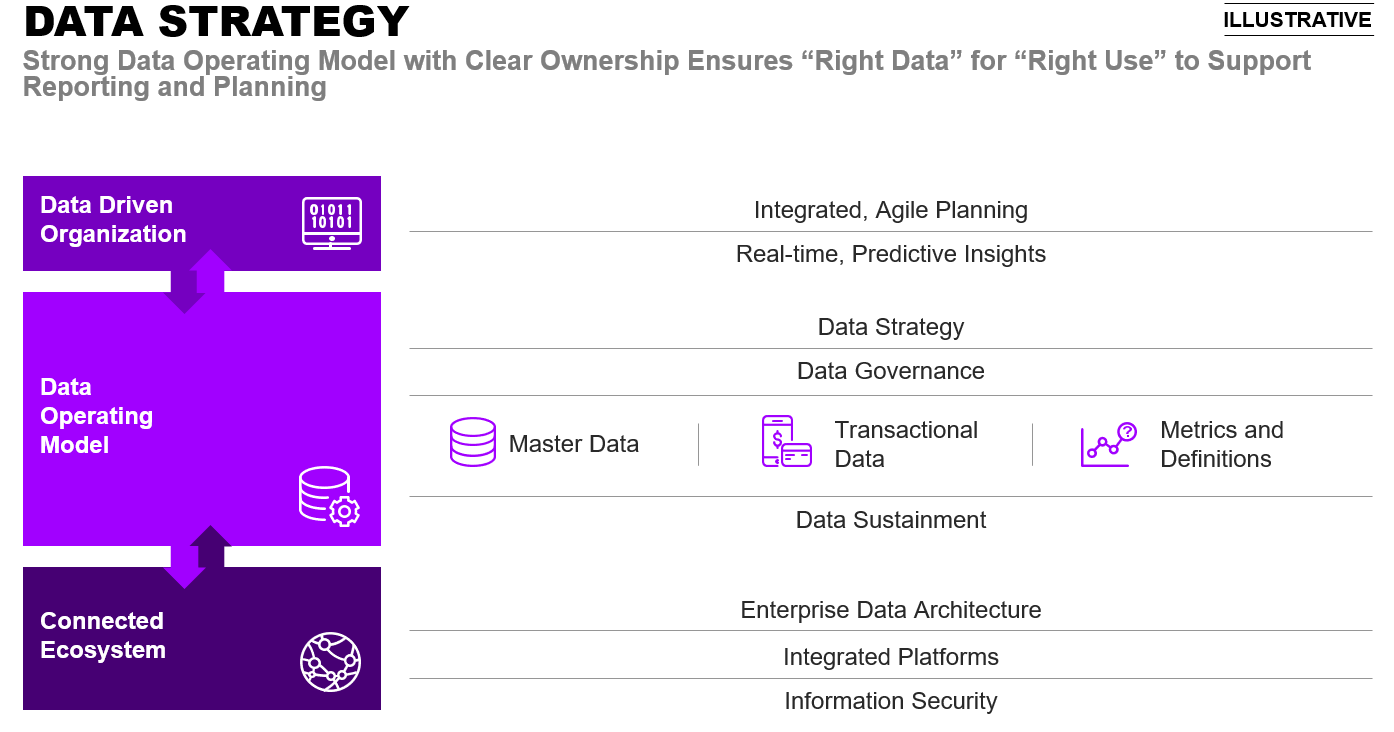 DATA STRATEGY
ILLUSTRATIVE
Strong Data Operating Model with Clear Ownership Ensures “Right Data” for “Right Use” to Support
Reporting and Planning
Data Driven
Organization
01011
10101
Integrated, Agile Planning
Real-time, Predictive Insights
Data
Operating
Model
Data Strategy
Data Governance
Master Data
$
Transactional
Data
?
Metrics and
Definitions
Data Sustainment
Connected
Ecosystem
Enterprise Data Architecture
Integrated Platforms
Information Security